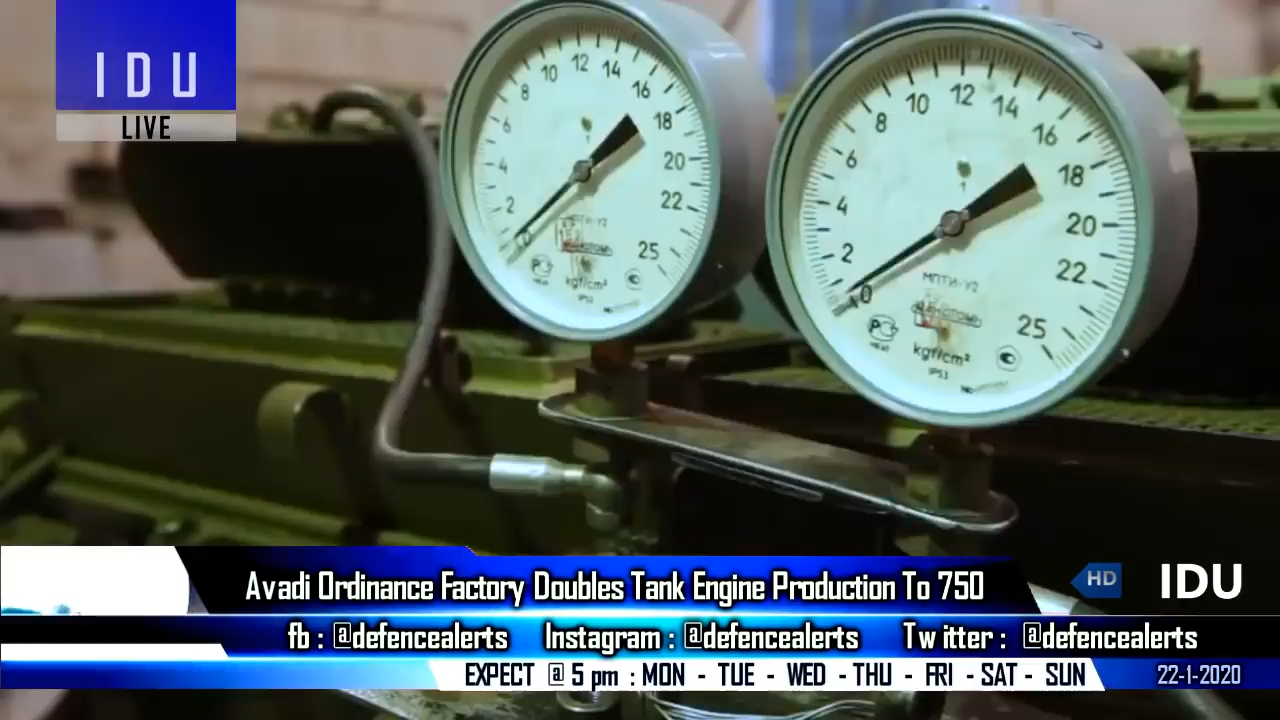 IDU
LIVE
0 2 4 6 8 10 12 14 16 18 20 22 25
kgf/cm²
IP53
0 2 4 6 8 10 12 14 16 18 20 22 25
МПТИ-У2
kgf/cm²
IP53
Avadi Ordinance Factory Doubles Tank Engine Production To 750
HD
IDU
fb : @defencealerts Instagram : @defencealerts Twitter : @defencealerts
EXPECT @ 5 pm : MON - TUE - WED - THU - FRI - SAT - SUN
22-1-2020